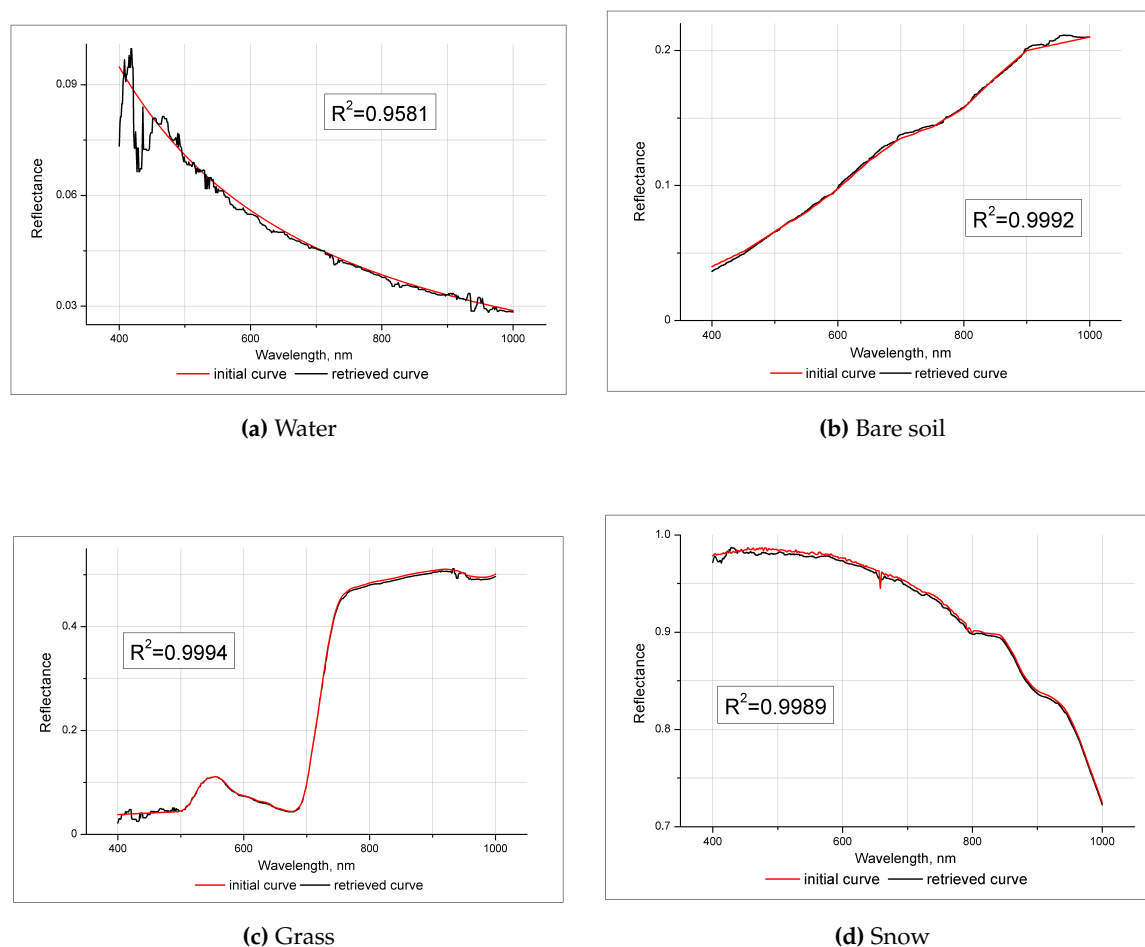 0.09
0.06
0.03
Reflectance
R²=0.9581
400 600 800 1000
Wavelength, nm
initial curve retrieved curve
(a) Water
0.2
0.1
0
Reflectance
R²=0.9992
400 600 800 1000
Wavelength, nm
initial curve retrieved curve
(b) Bare soil
0.4
0.2
0
Reflectance
R²=0.9994
400 600 800 1000
Wavelength, nm
initial curve retrieved curve
(c) Grass
1.0
0.9
0.8
0.7
Reflectance
R²=0.9989
400 600 800 1000
Wavelength, nm
initial curve retrieved curve
(d) Snow